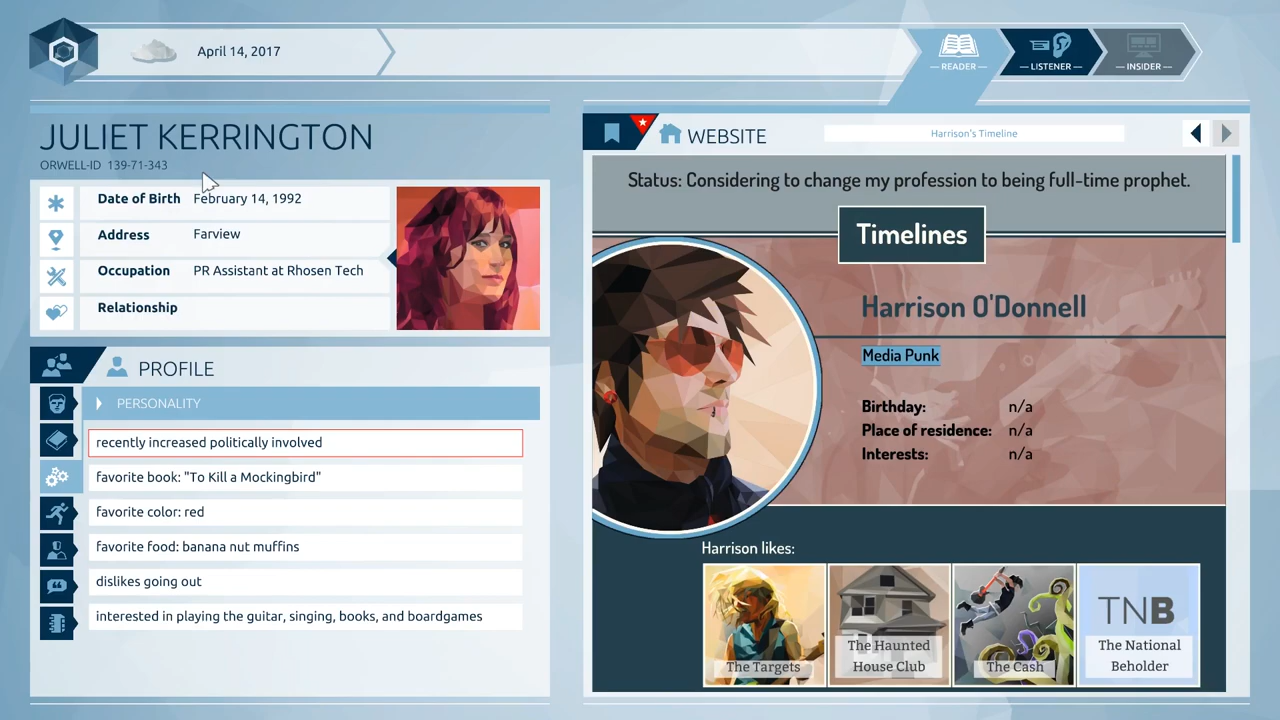 April 14, 2017
— READER —
— LISTENER —
— INSIDER —
JULIET KERRINGTON
ORWELL-ID 139-71-343
Date of Birth February 14, 1992
Address Farview
Occupation PR Assistant at Rhosen Tech
Relationship
PROFILE
PERSONALITY
recently increased politically involved
favorite book: "To Kill a Mockingbird"
favorite color: red
favorite food: banana nut muffins
dislikes going out
interested in playing the guitar, singing, books, and boardgames
WEBSITE
Harrison's Timeline
Status: Considering to change my profession to being full-time prophet.
Timelines
Harrison O'Donnell
Media Punk
Birthday: n/a
Place of residence: n/a
Interests: n/a
Harrison likes:
The Targets
The Haunted
House Club
The Cash
TNB
The National
Beholder